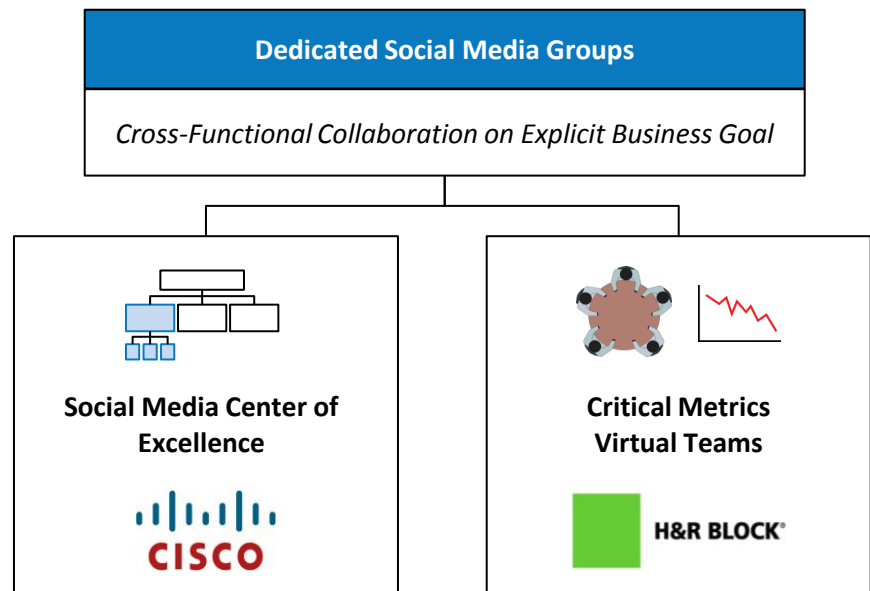 Dedicated Social Media Groups
Cross-Functional Collaboration on Explicit Business Goal
Social Media Center of
Excellence
CISCO
Critical Metrics
Virtual Teams
H&R BLOCK®